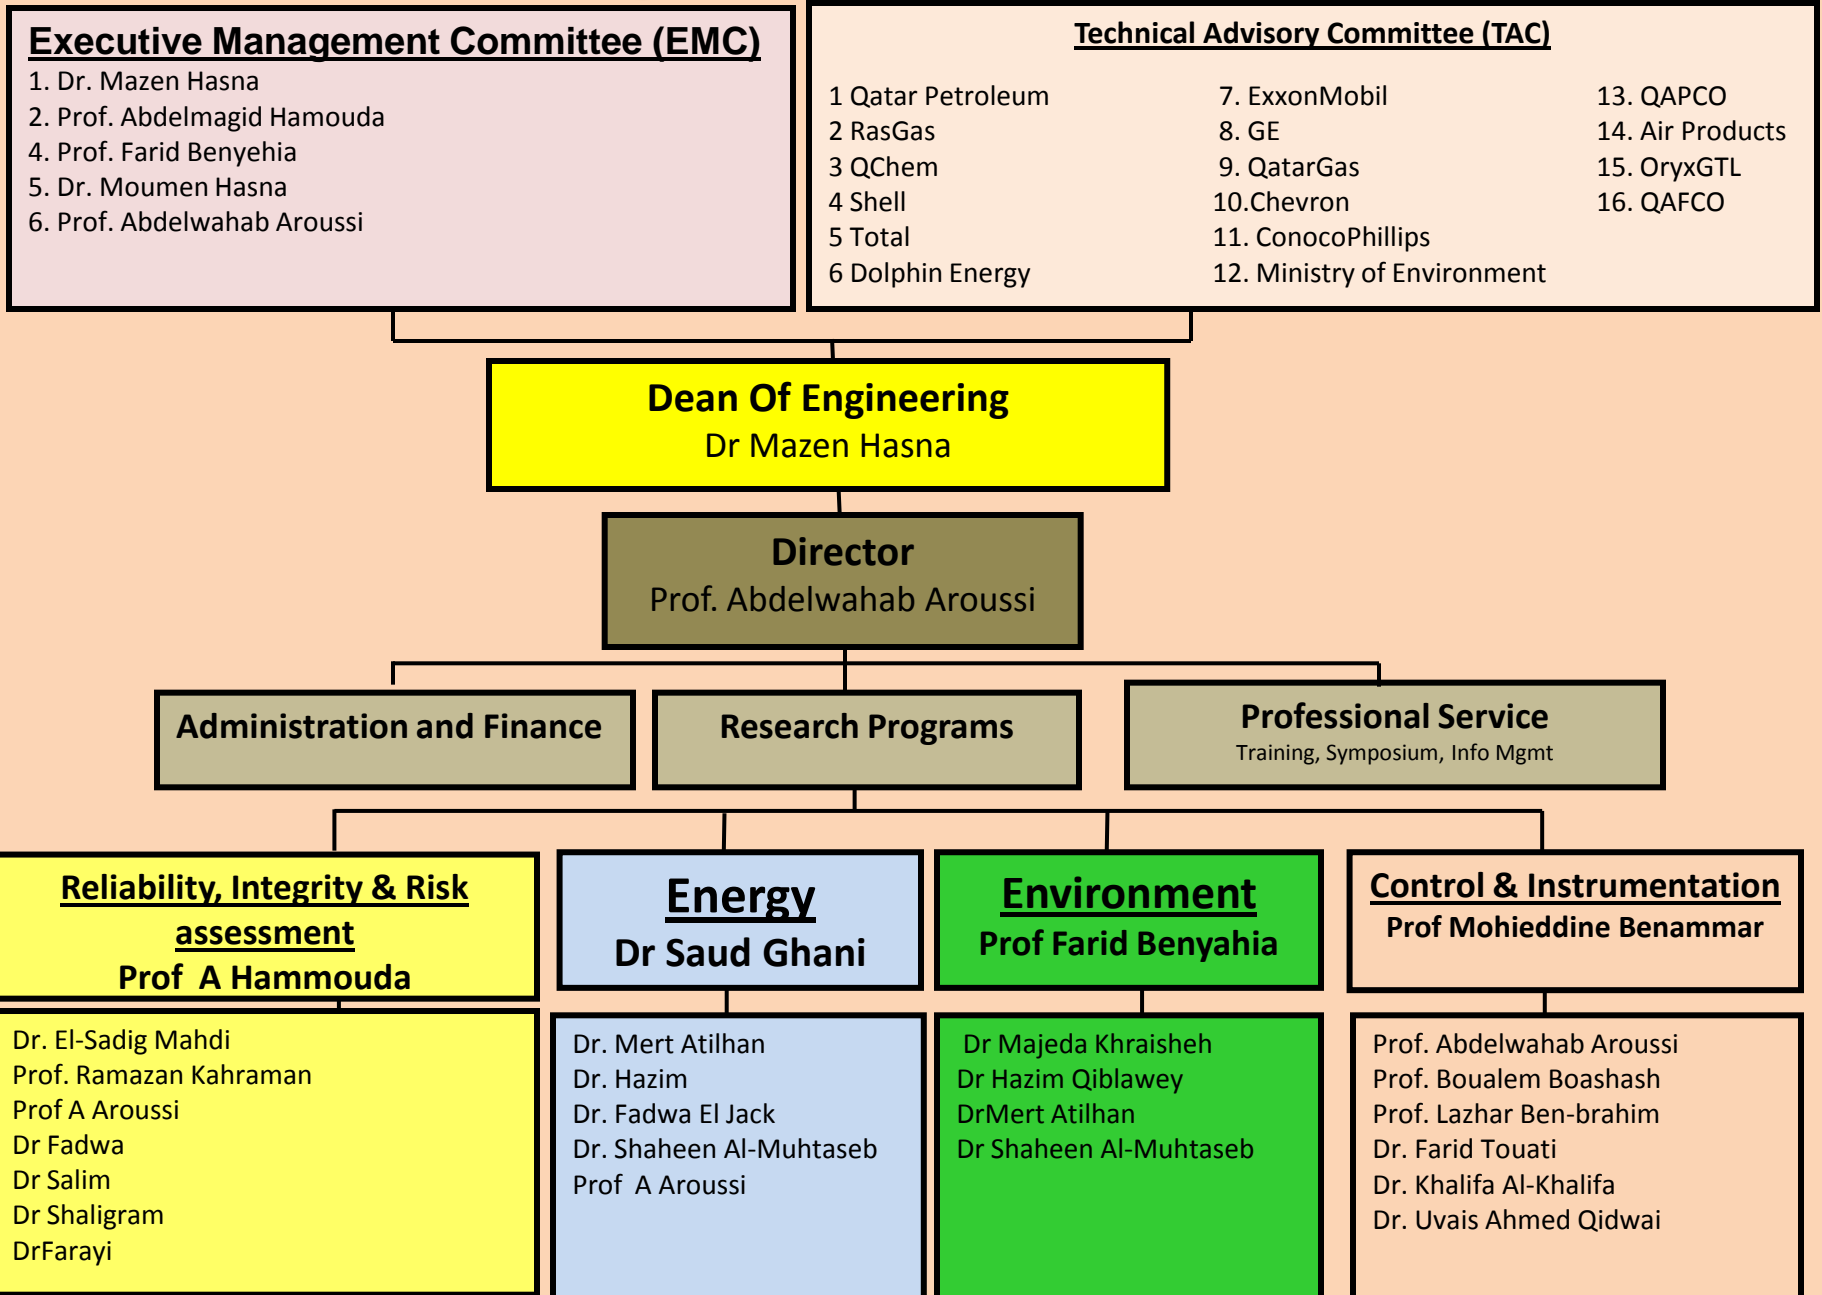 Executive Management Committee (EMC)
1. Dr. Mazen Hasna
2. Prof. Abdelmagid Hamouda
4. Prof. Farid Benyehia
5. Dr. Moumen Hasna
6. Prof. Abdelwahab Aroussi
Technical Advisory Committee (TAC)
1 Qatar Petroleum
2 RasGas
3 QChem
4 Shell
5 Total
6 Dolphin Energy
7. ExxonMobil
8. GE
9. QatarGas
10.Chevron
11. ConocoPhillips
12. Ministry of Environment
13. QAPCO
14. Air Products
15. OryxGTL
16. QAFCO
Dean Of Engineering
Dr Mazen Hasna
Director
Prof. Abdelwahab Aroussi
Administration and Finance
Research Programs
Professional Service
Training, Symposium, Info Mgmt
Reliability, Integrity & Risk
assessment
Prof A Hammouda
Dr. El-Sadig Mahdi
Prof. Ramazan Kahraman
Prof A Aroussi
Dr Fadwa
Dr Salim
Dr Shaligram
DrFarayi
Energy
Dr Saud Ghani
Dr. Mert Atilhan
Dr. Hazim
Dr. Fadwa El Jack
Dr. Shaheen Al-Muhtaseb
Prof A Aroussi
Environment
Prof Farid Benyahia
Dr Majeda Khraisheh
Dr Hazim Qiblawey
DrMert Atilhan
Dr Shaheen Al-Muhtaseb
Control & Instrumentation
Prof Mohieddine Benammar
Prof. Abdelwahab Aroussi
Prof. Boualem Boashash
Prof. Lazhar Ben-brahim
Dr. Farid Touati
Dr. Khalifa Al-Khalifa
Dr. Uvais Ahmed Qidwai